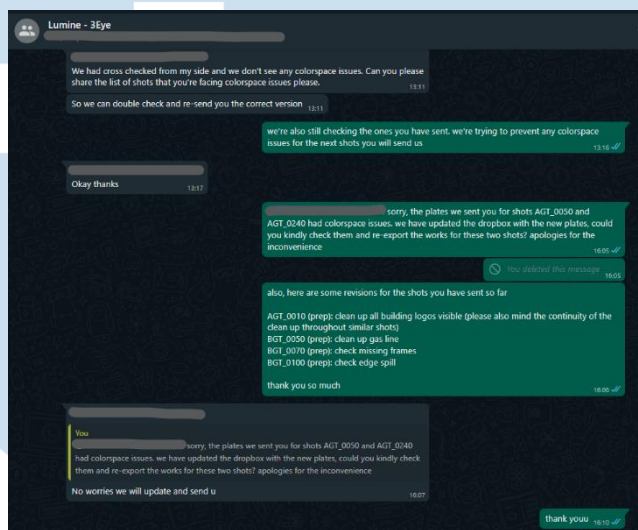 Lumine - 3Eye
We had cross checked from my side and we don't see any colorspace issues. Can you please
share the list of shots that you're facing colorspace issues please.
13:11
So we can double check and re-send you the correct version 13:11
we're also still checking the ones you have sent. we're trying to prevent any colorspace
issues for the next shots you will send us
13:16
Okay thanks
13:17
sorry, the plates we sent you for shots AGT_0050 and
AGT_0240 had colorspace issues. we have updated the dropbox with the new plates, could
you kindly check them and re-export the works for these two shots? apologies for the
inconvenience
16:05
You deleted this message 16:05
also, here are some revisions for the shots you have sent so far
AGT_0010 (prep): clean up all building logos visible (please also mind the continuity of the
clean up throughout similar shots)
BGT_0050 (prep): clean up gas line
BGT_0070 (prep): check missing frames
BGT_0100 (prep): check edge spill
thank you so much
16:06
You
sorry, the plates we sent you for shots AGT_0050 and AGT_0240
had colorspace issues. we have updated the dropbox with the new plates, could you kindly check
them and re-export the works for these two shots? apologies for the inconvenience
No worries we will update and send u
16:07
thank youu 16:10